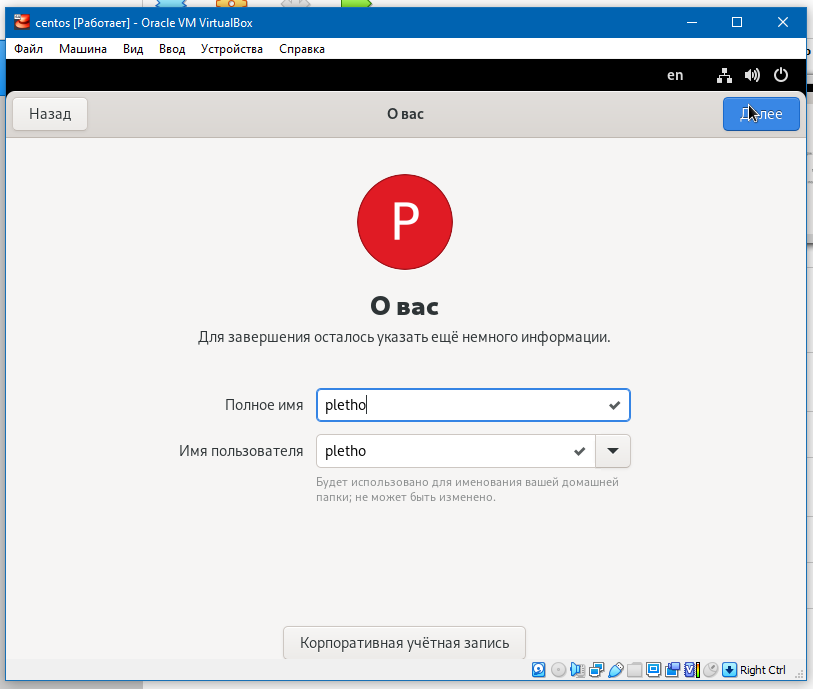 centos [Работает] - Oracle VM VirtualBox
Файл Машина Вид Ввод Устройства Справка
en
Назад О вас Далее
P
О вас
Для завершения осталось указать ещё немного информации.
Полное имя pletho
Имя пользователя pletho
Будет использовано для именования вашей домашней
папки; не может быть изменено.
Корпоративная учётная запись
Right Ctrl